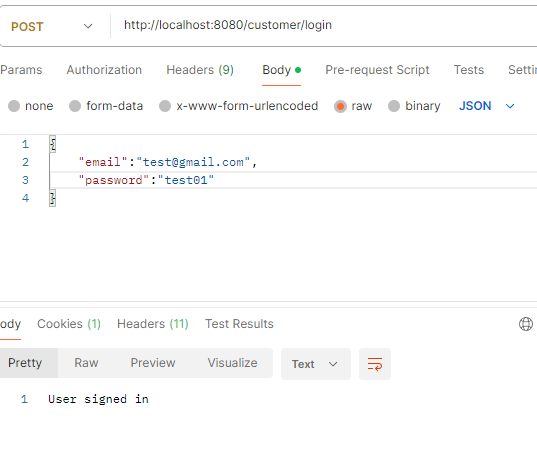 POST http://localhost:8080/customer/login
Params Authorization Headers (9) Body Pre-request Script Tests Setti
none form-data x-www-form-urlencoded raw binary JSON
1 {
2 "email":"test@gmail.com",
3 "password":"test01"
4 }
ody Cookies (1) Headers (11) Test Results
Pretty Raw Preview Visualize Text
1 User signed in